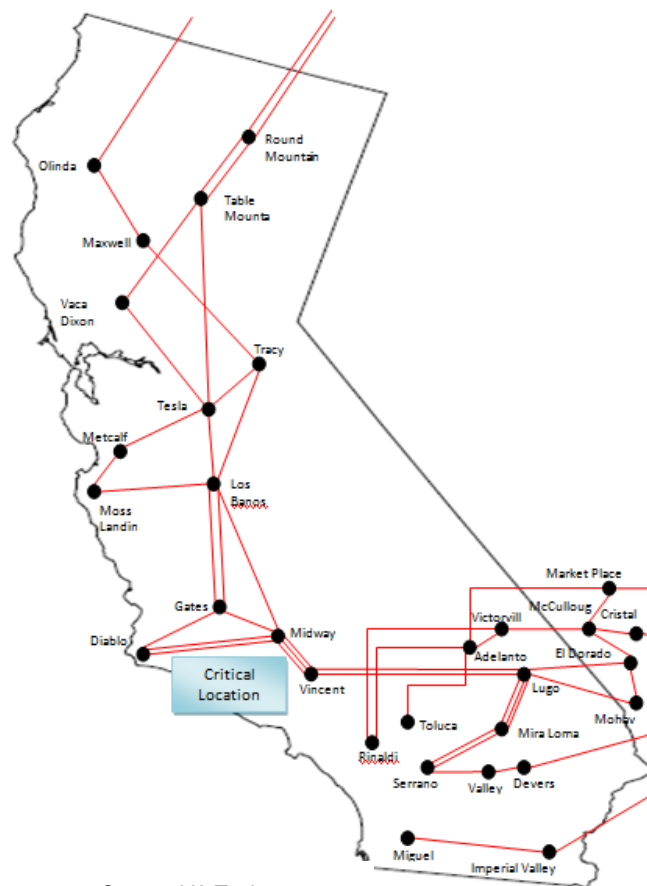 Round
Mountain
Olinda
Table
Mounta
Maxwell
Vaca
Dixon
Tracy
Tesla
Metcalf
Los
Banos
Moss
Landin
Gates
Midway
Diablo
Critical
Location
Vincent
Market Place
McCulloug
Cristal
Victorvill
Adelanto
El Dorado
Lugo
Mohav
Toluca
Mira Loma
Rinaldi
Serrano
Valley
Devers
Miguel
Imperial Valley